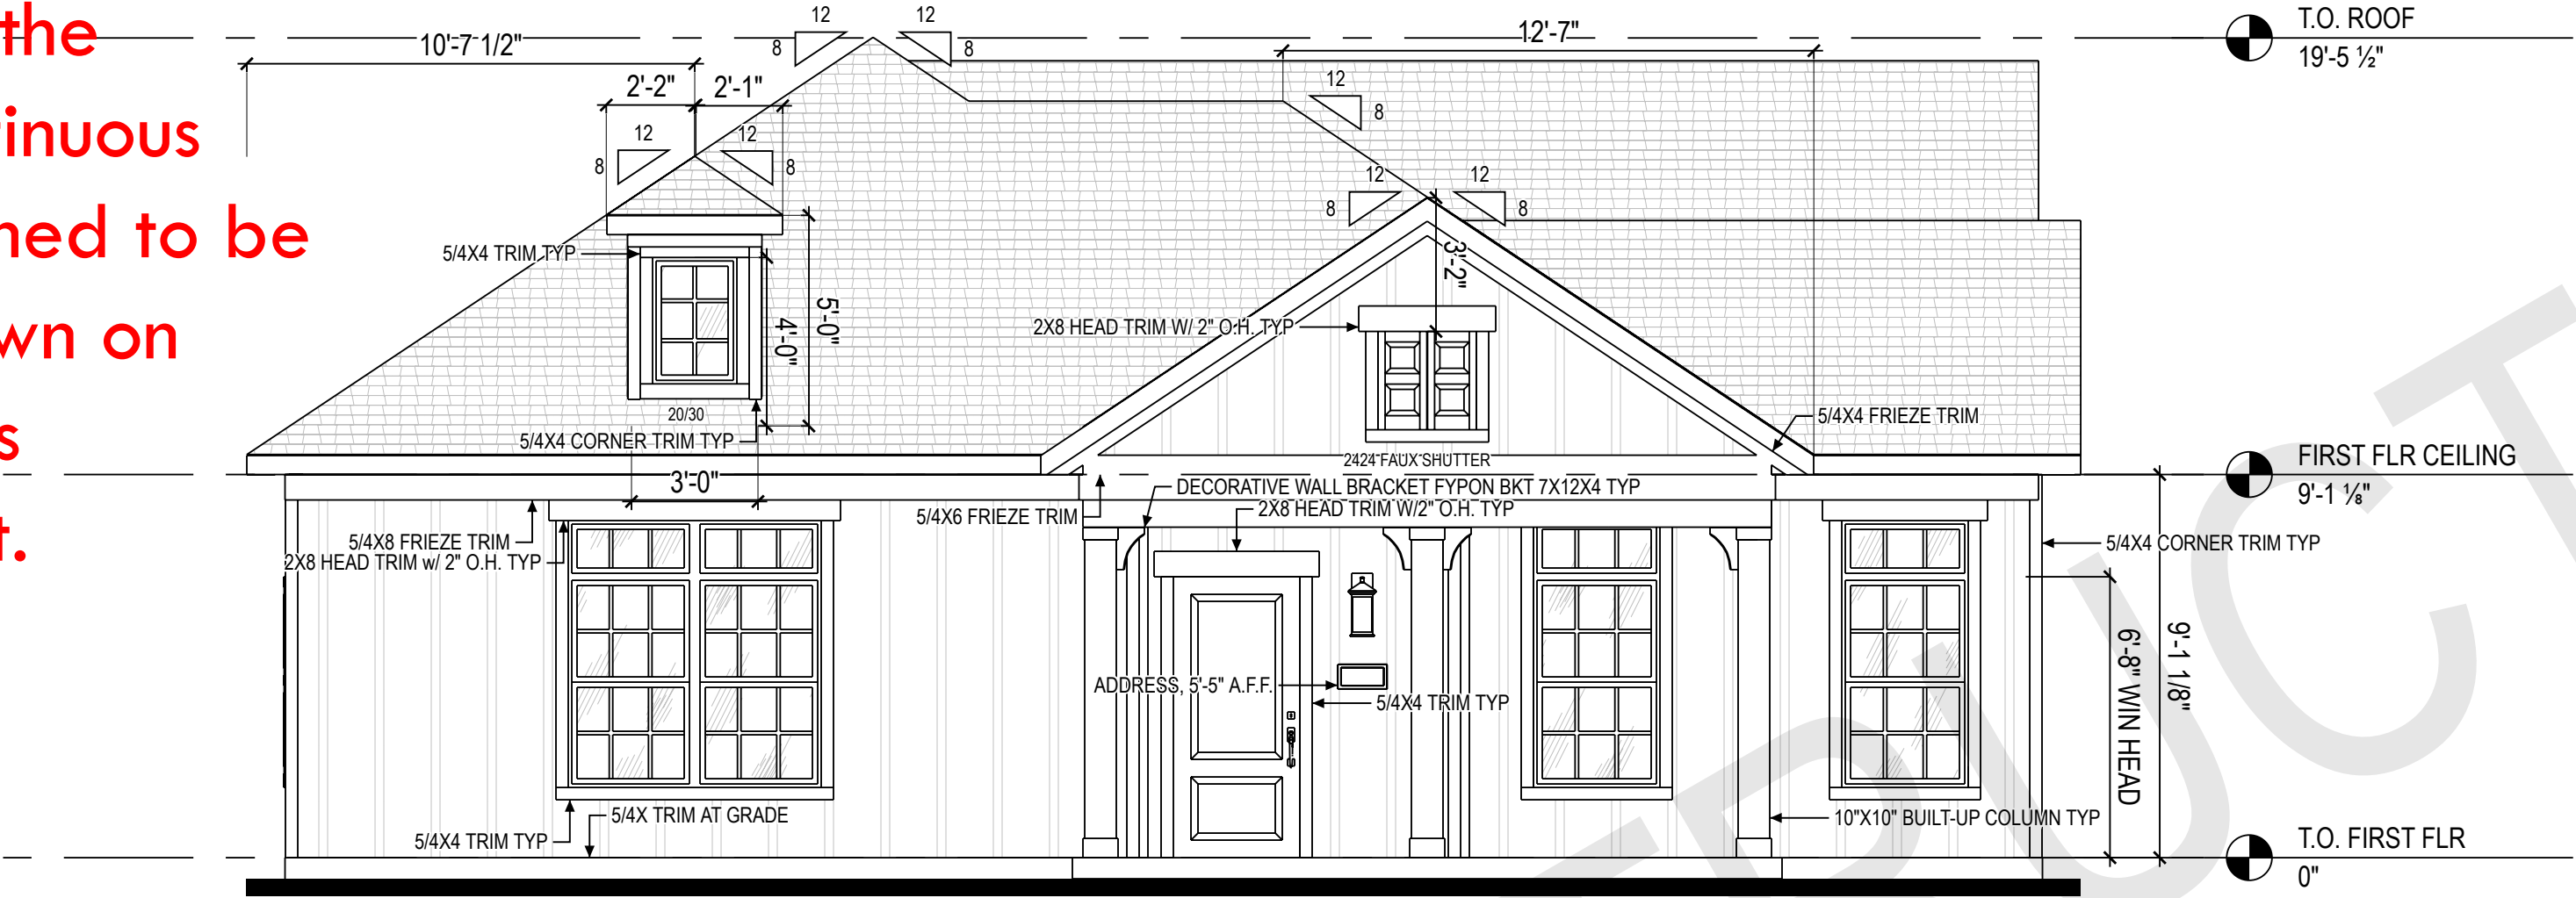 the
tinuous
ned to be
wn on
s
t.
12
12
8
8
10'-7 1/2"
12'-7"
T.O. ROOF
19'-5 ½"
2'-2"
2'-1"
12
8
12
12
8
8
12
12
8
8
5/4X4 TRIM TYP
3'-2"
5'-0"
4'-0"
2X8 HEAD TRIM W/ 2" O.H. TYP
20/30
5/4X4 CORNER TRIM TYP
5/4X4 FRIEZE TRIM
2424 FAUX SHUTTER
FIRST FLR CEILING
9'-1 ⅛"
3'-0"
DECORATIVE WALL BRACKET FYPON BKT 7X12X4 TYP
5/4X6 FRIEZE TRIM
2X8 HEAD TRIM W/2" O.H. TYP
5/4X8 FRIEZE TRIM
2X8 HEAD TRIM w/ 2" O.H. TYP
5/4X4 CORNER TRIM TYP
6'-8" WIN HEAD
9'-1 1/8"
ADDRESS, 5'-5" A.F.F.
5/4X4 TRIM TYP
5/4X TRIM AT GRADE
5/4X4 TRIM TYP
10"X10" BUILT-UP COLUMN TYP
T.O. FIRST FLR
0"